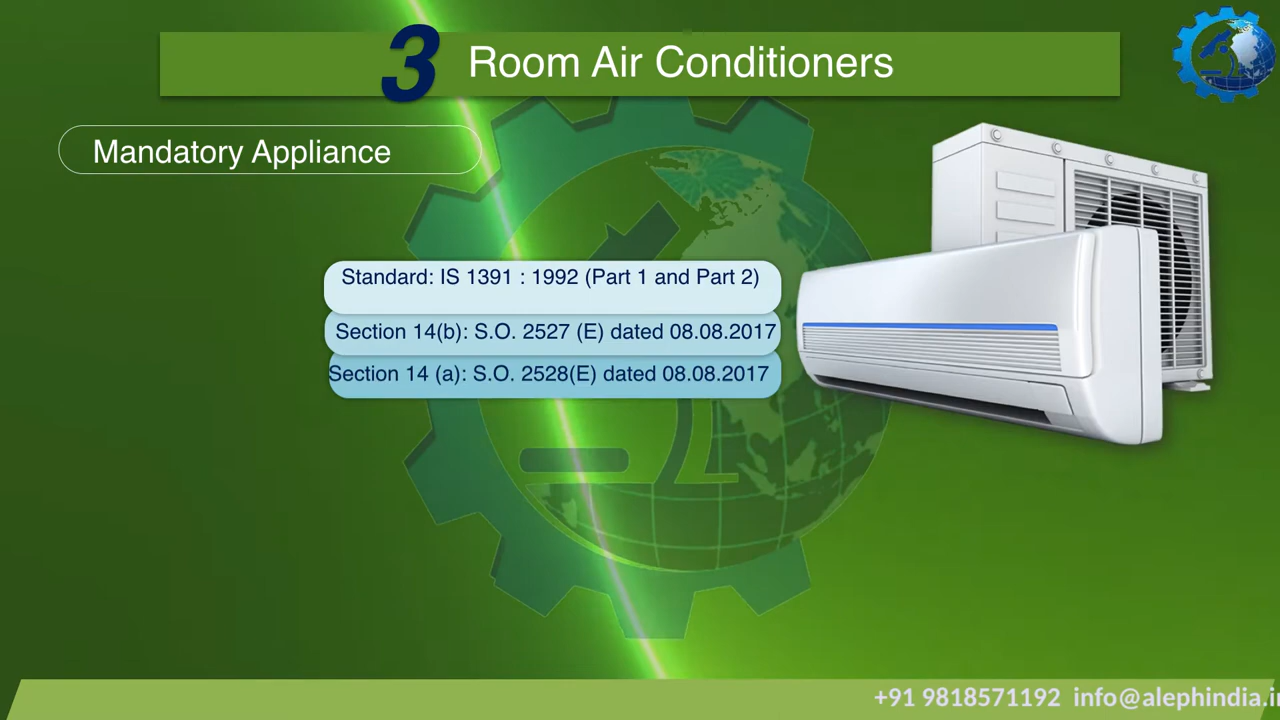 3 Room Air Conditioners
Mandatory Appliance
Standard: IS 1391 : 1992 (Part 1 and Part 2)
Section 14(b): S.O. 2527 (E) dated 08.08.2017
Section 14 (a): S.O. 2528(E) dated 08.08.2017
+91 9818571192 info@alephindia.in